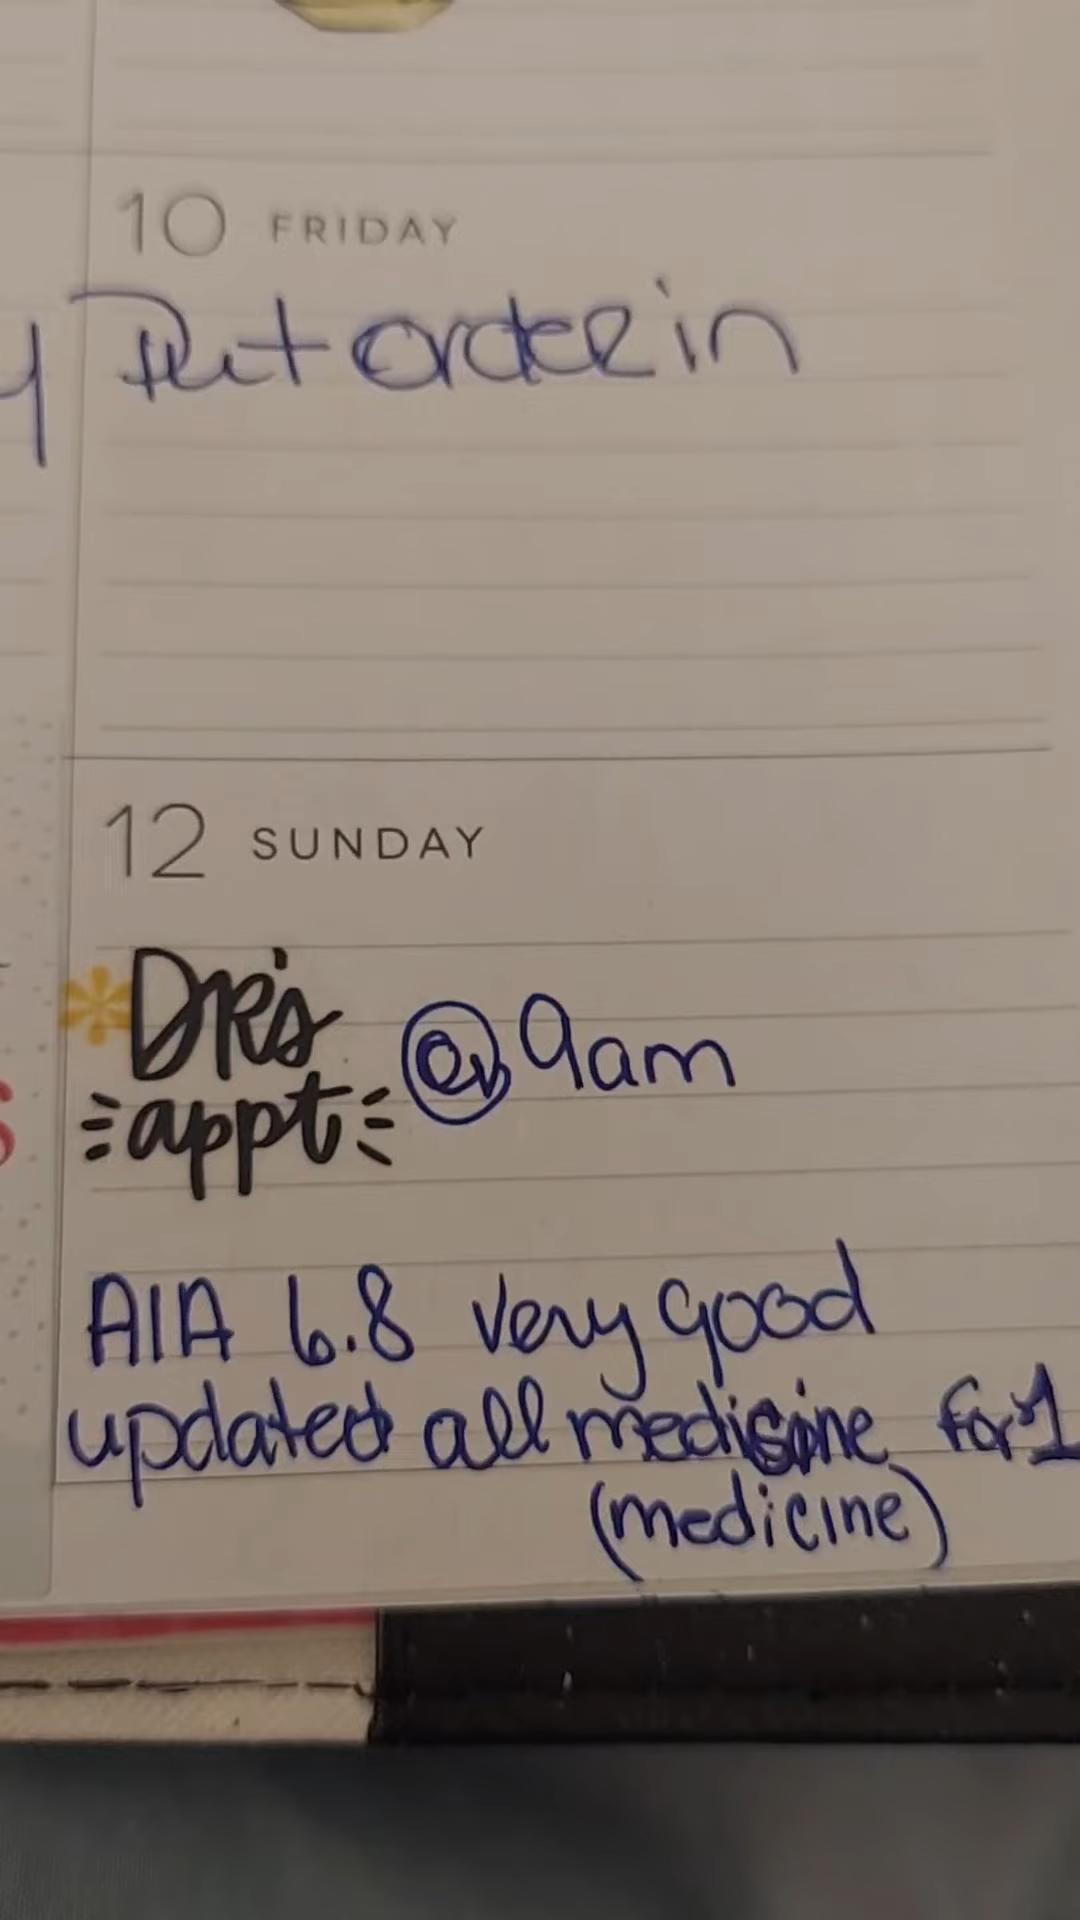 10 FRIDAY
y Put order in
12 SUNDAY
DR's
appt @ 9am
A1A 6.8 very good
updated all medisine for 1
(medicine)